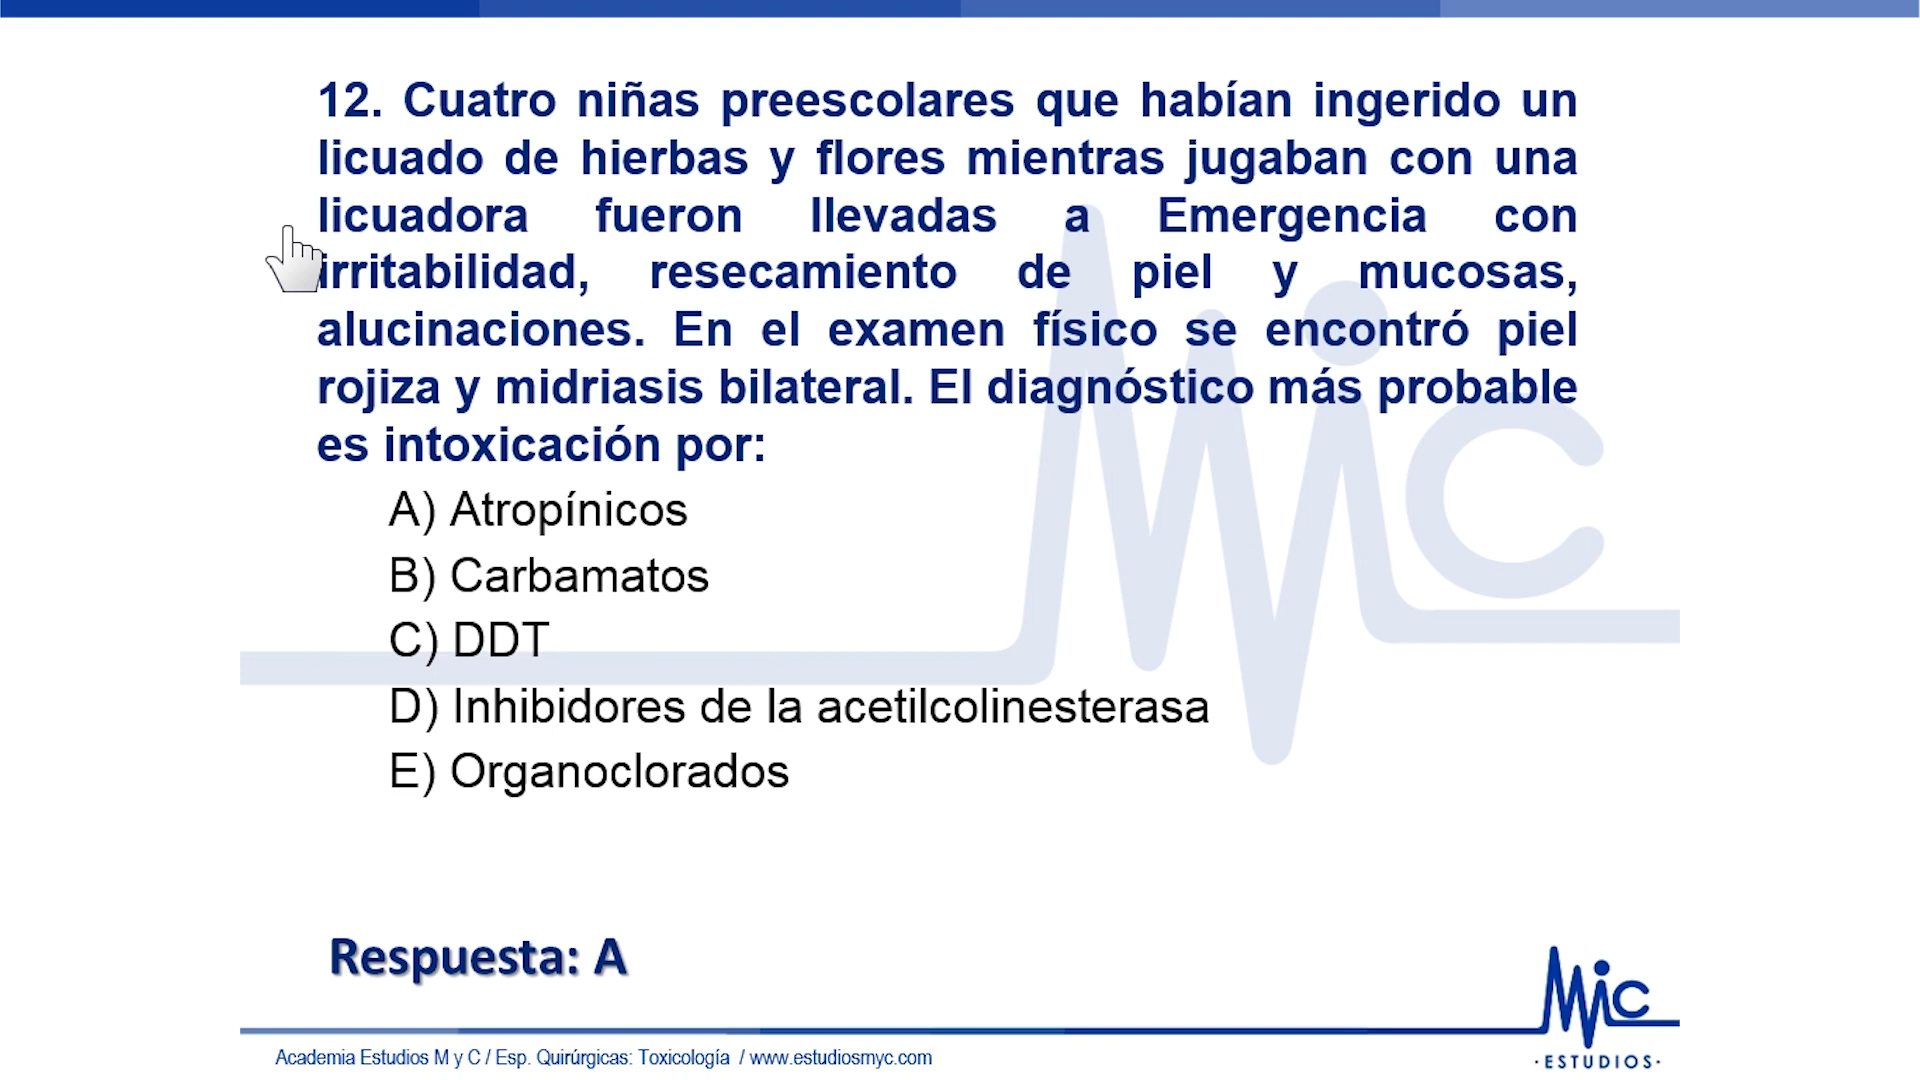 12. Cuatro niñas preescolares que habían ingerido un
licuado de hierbas y flores mientras jugaban con una
licuadora fueron llevadas a Emergencia con
irritabilidad, resecamiento de piel y mucosas,
alucinaciones. En el examen físico se encontró piel
rojiza y midriasis bilateral. El diagnóstico más probable
es intoxicación por:
A) Atropínicos
B) Carbamatos
C) DDT
D) Inhibidores de la acetilcolinesterasa
E) Organoclorados
Respuesta: A
MiC
·ESTUDIOS·
Academia Estudios M y C / Esp. Quirúrgicas: Toxicología / www.estudiosmyc.com